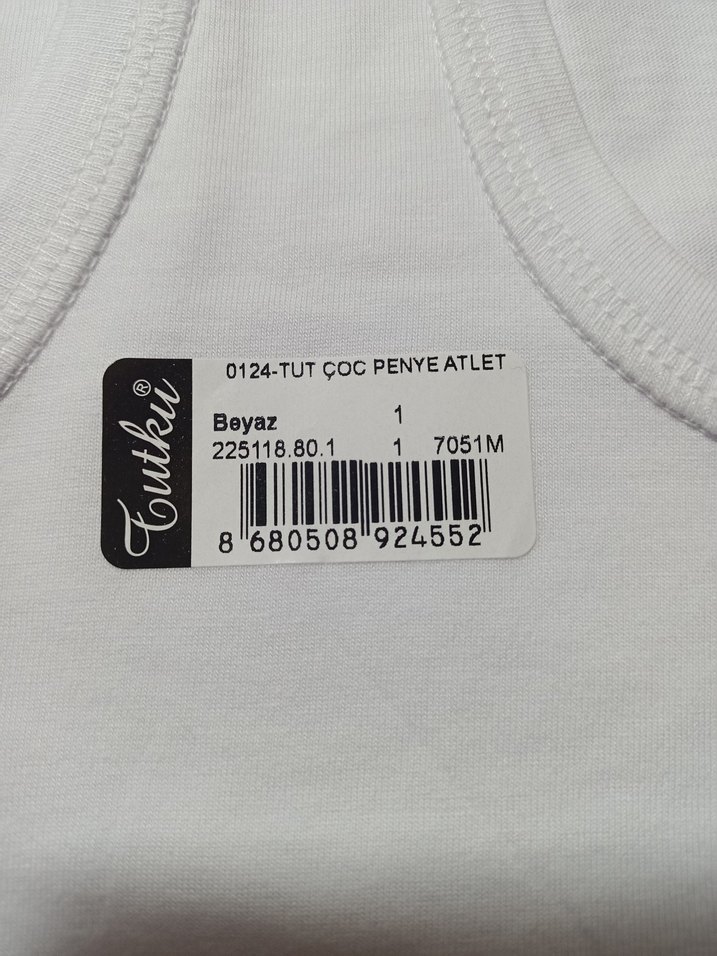 Tutku®
0124-TUT ÇOC PENYE ATLET
Beyaz 1
225118.80.1 1 7051M
8 680508 924552